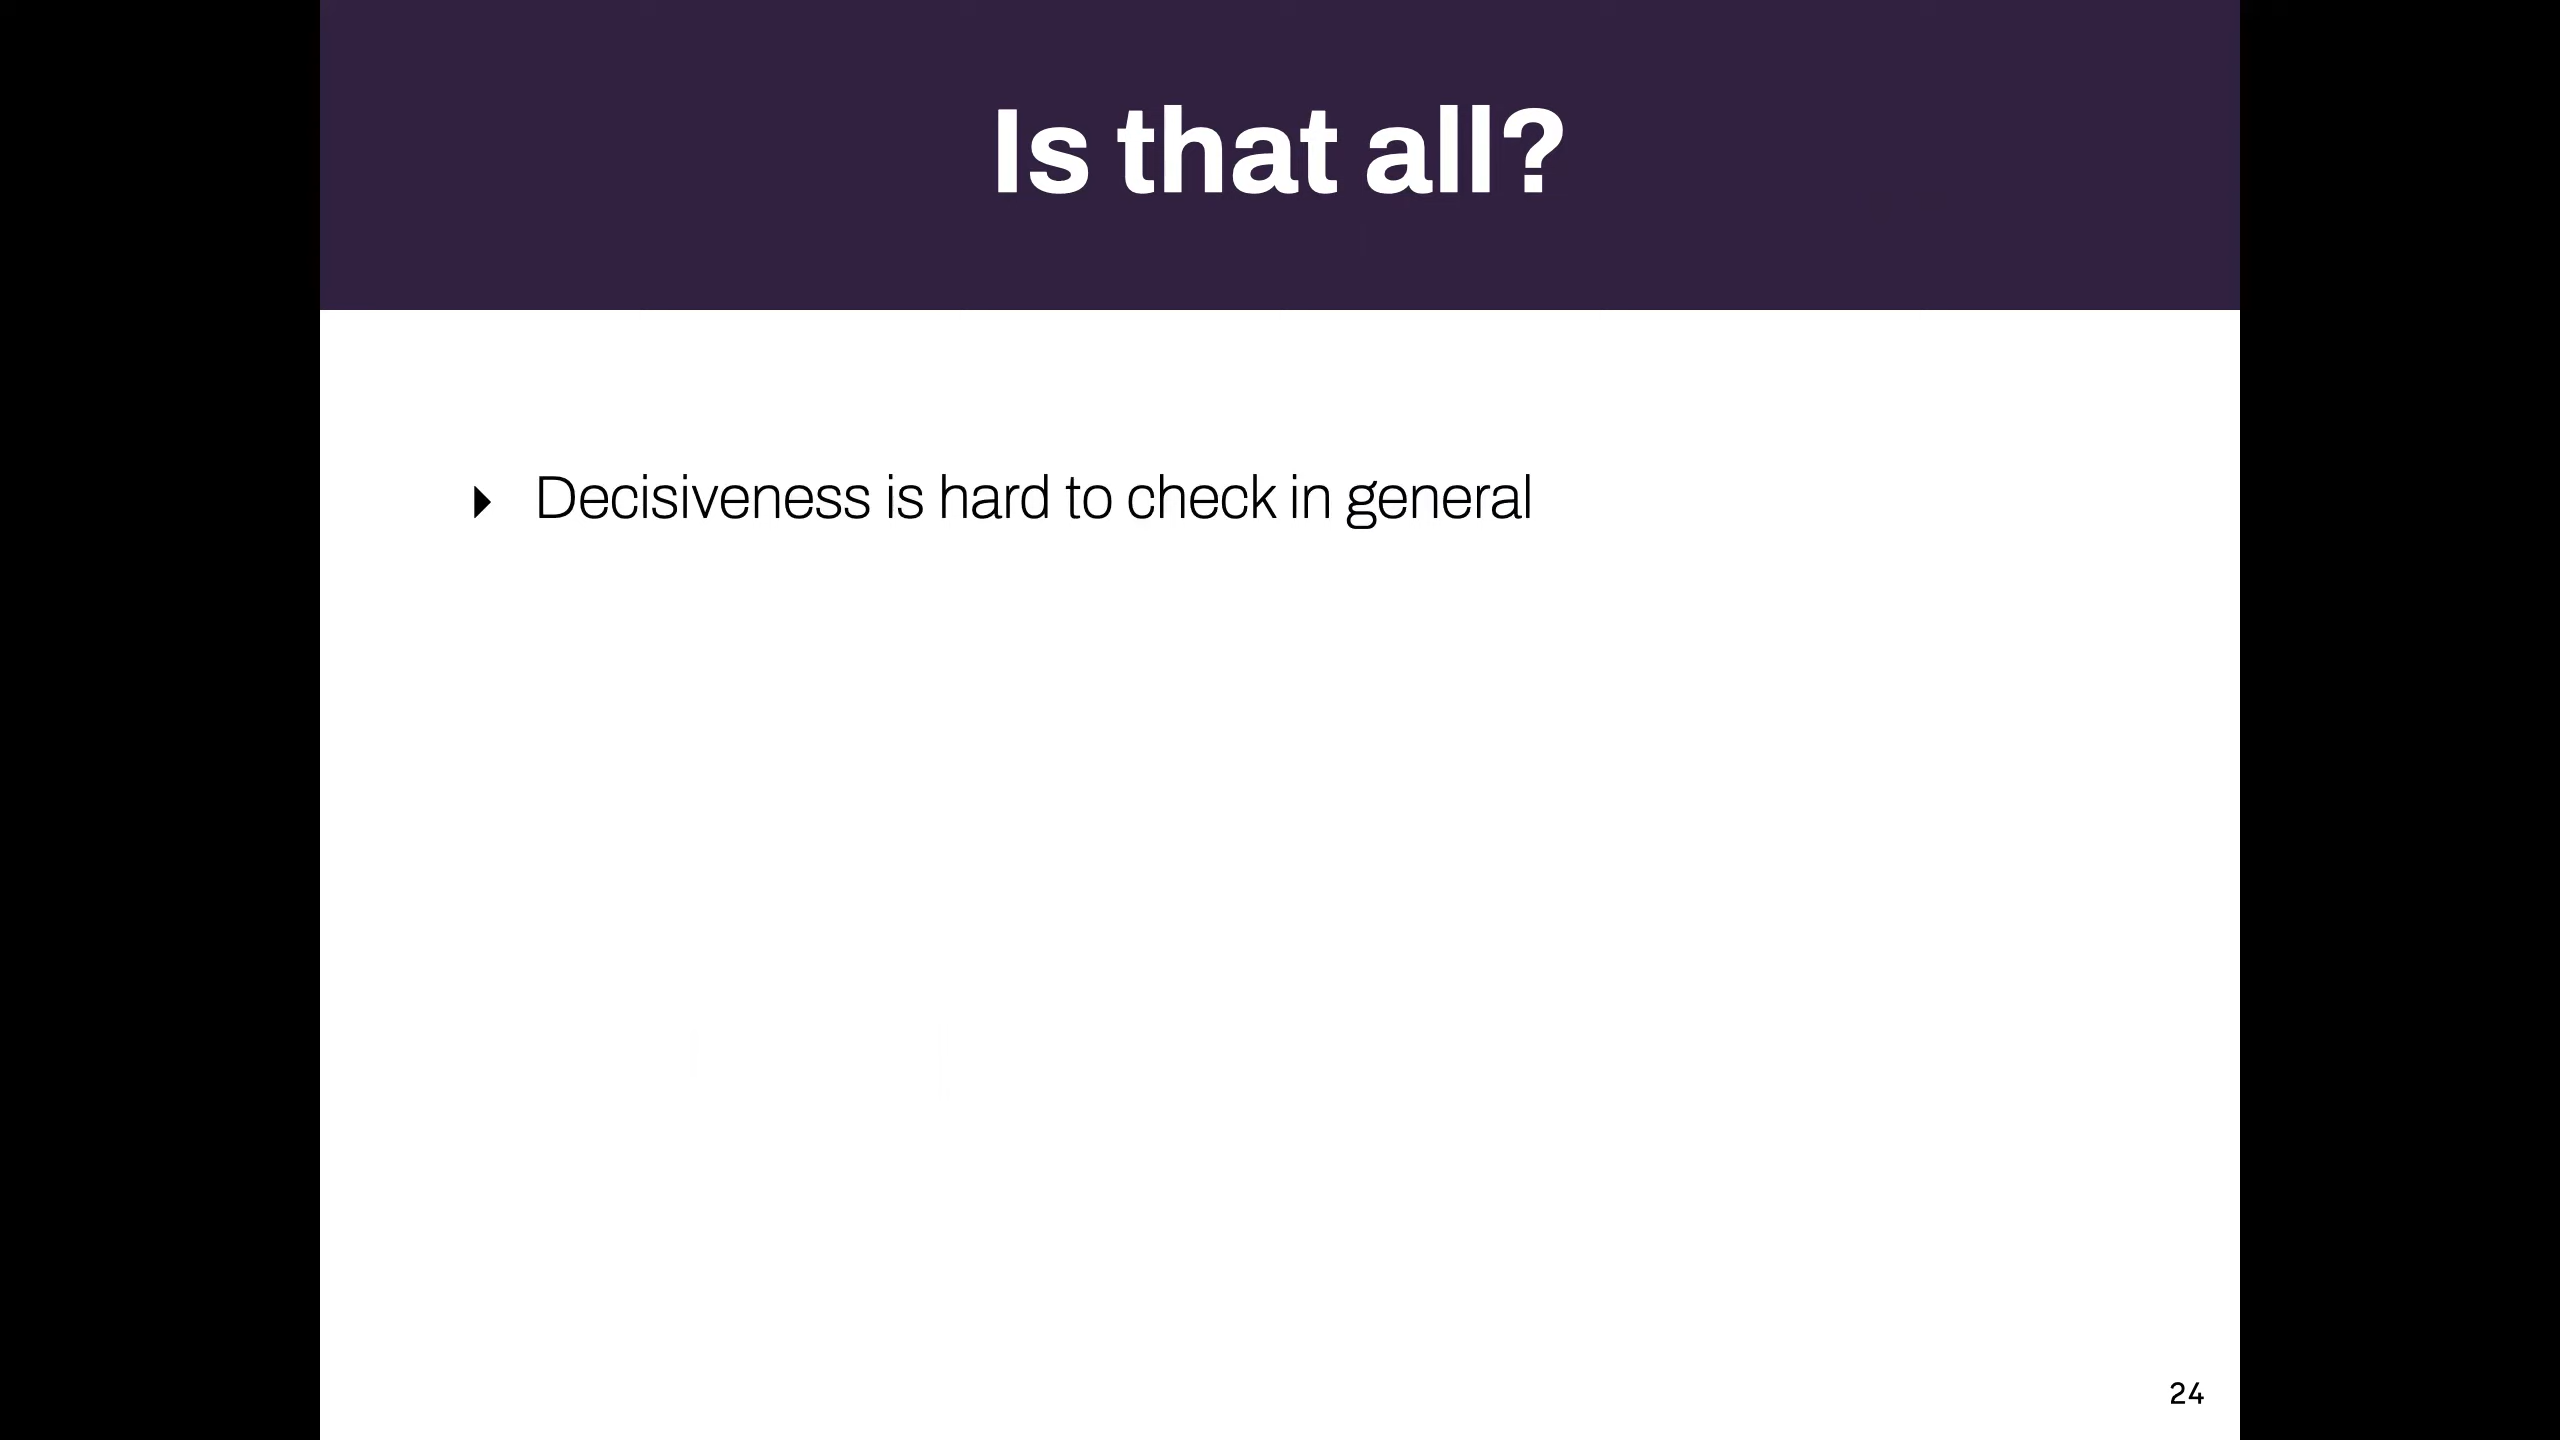 Is that all?
‣ Decisiveness is hard to check in general
24